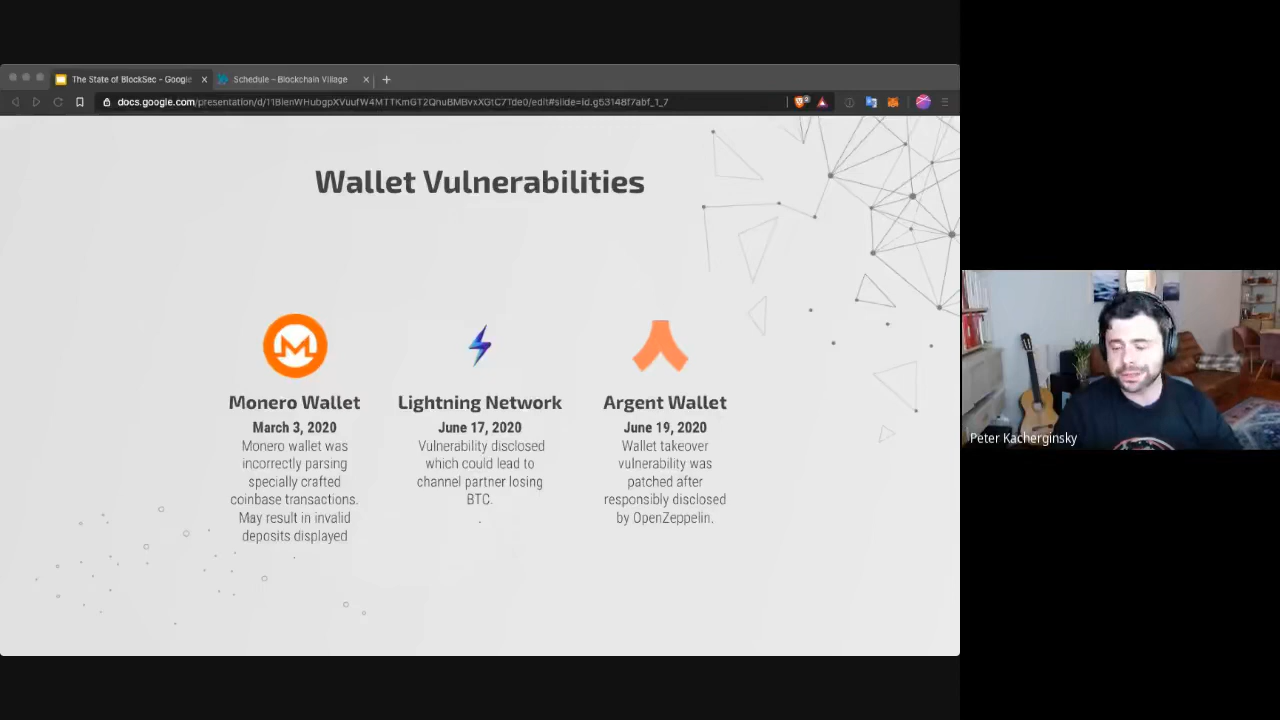 The State of BlockSec - Google
Schedule – Blockchain Village
docs.google.com
Wallet Vulnerabilities
Monero Wallet
March 3, 2020
Monero wallet was
incorrectly parsing
specially crafted
coinbase transactions.
May result in invalid
deposits displayed
Lightning Network
June 17, 2020
Vulnerability disclosed
which could lead to
channel partner losing
BTC.
.
Argent Wallet
June 19, 2020
Wallet takeover
vulnerability was
patched after
responsibly disclosed
by OpenZeppelin.
Peter Kacherginsky